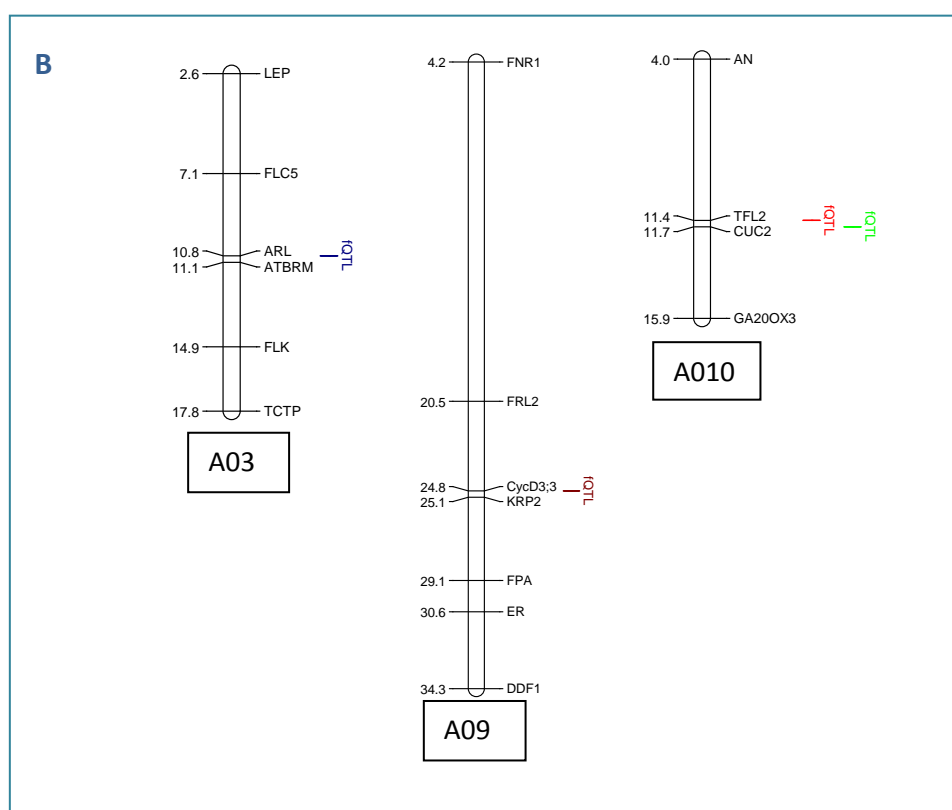 B
2.6 LEP
7.1 FLC5
10.8 ARL
11.1 ATBRM
14.9 FLK
17.8 TCTP
fQTL
A03
4.2 FNR1
20.5 FRL2
24.8 CycD3;3
25.1 KRP2
29.1 FPA
30.6 ER
34.3 DDF1
fQTL
A09
4.0 AN
11.4 TFL2
11.7 CUC2
15.9 GA20OX3
fQTL
fQTL
A010